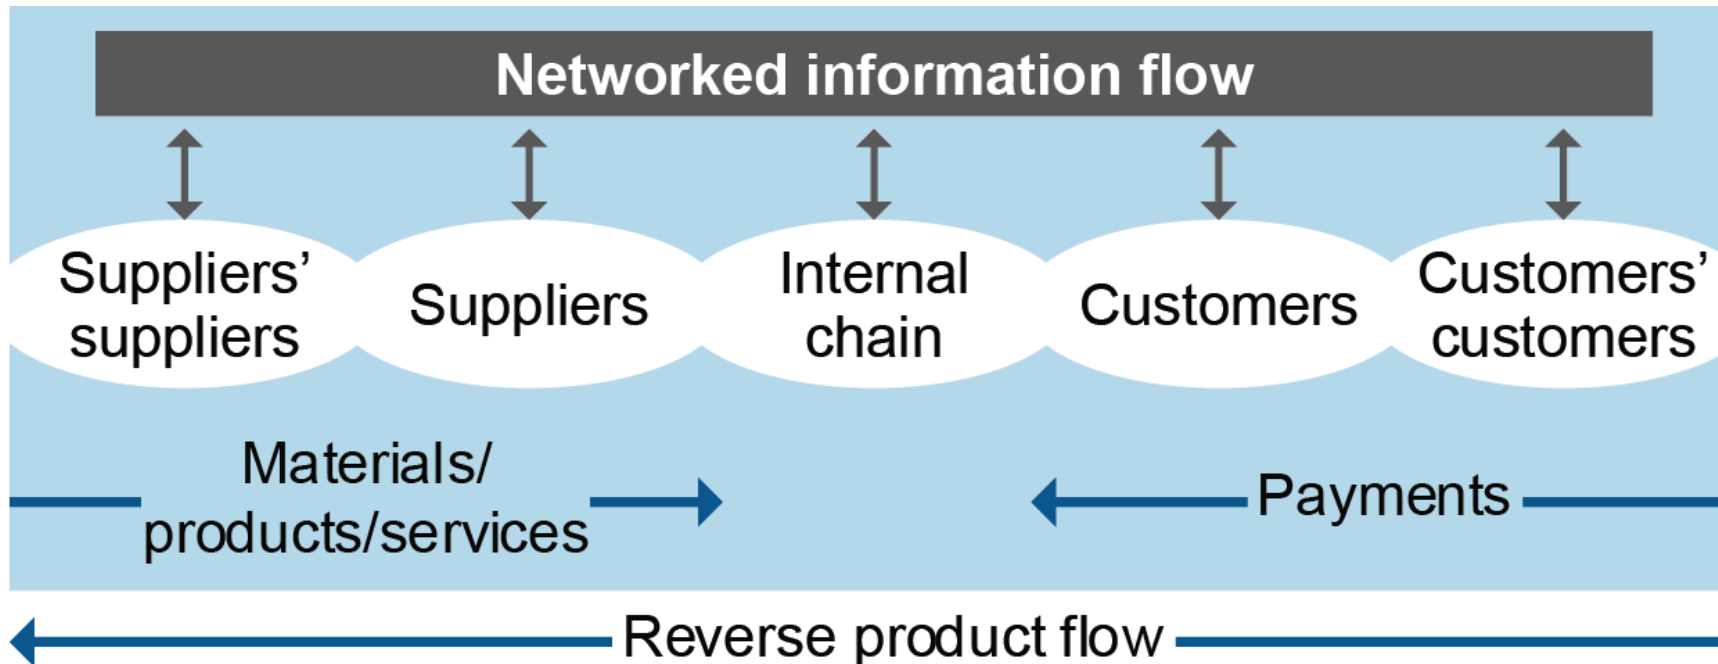 Networked information flow
Suppliers’
suppliers
Suppliers
Internal
chain
Customers
Customers’
customers
Materials/
products/services
Payments
Reverse product flow